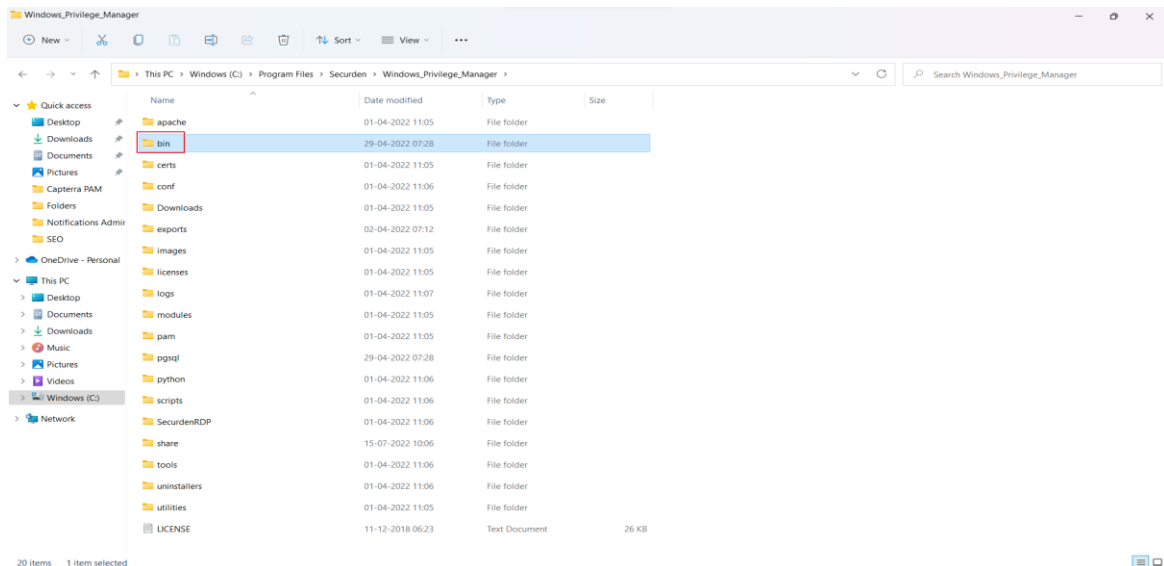 Windows_Privilege_Manager
New Sort View
This PC > Windows (C:) > Program Files > Securden > Windows_Privilege_Manager >
Search Windows_Privilege_Manager
Quick access
Desktop
Downloads
Documents
Pictures
Capterra PAM
Folders
Notifications Admin
SEO
OneDrive - Personal
This PC
Desktop
Documents
Downloads
Music
Pictures
Videos
Windows (C:)
Network
Name Date modified Type Size
apache 01-04-2022 11:05 File folder
bin 29-04-2022 07:28 File folder
certs 01-04-2022 11:05 File folder
conf 01-04-2022 11:06 File folder
Downloads 01-04-2022 11:05 File folder
exports 02-04-2022 07:12 File folder
images 01-04-2022 11:05 File folder
licenses 01-04-2022 11:05 File folder
logs 01-04-2022 11:07 File folder
modules 01-04-2022 11:05 File folder
pam 01-04-2022 11:05 File folder
pgsql 29-04-2022 07:28 File folder
python 01-04-2022 11:06 File folder
scripts 01-04-2022 11:06 File folder
SecurdenRDP 01-04-2022 11:06 File folder
share 15-07-2022 10:06 File folder
tools 01-04-2022 11:06 File folder
uninstallers 01-04-2022 11:06 File folder
utilities 01-04-2022 11:05 File folder
LICENSE 11-12-2018 06:23 Text Document 26 KB
20 items 1 item selected